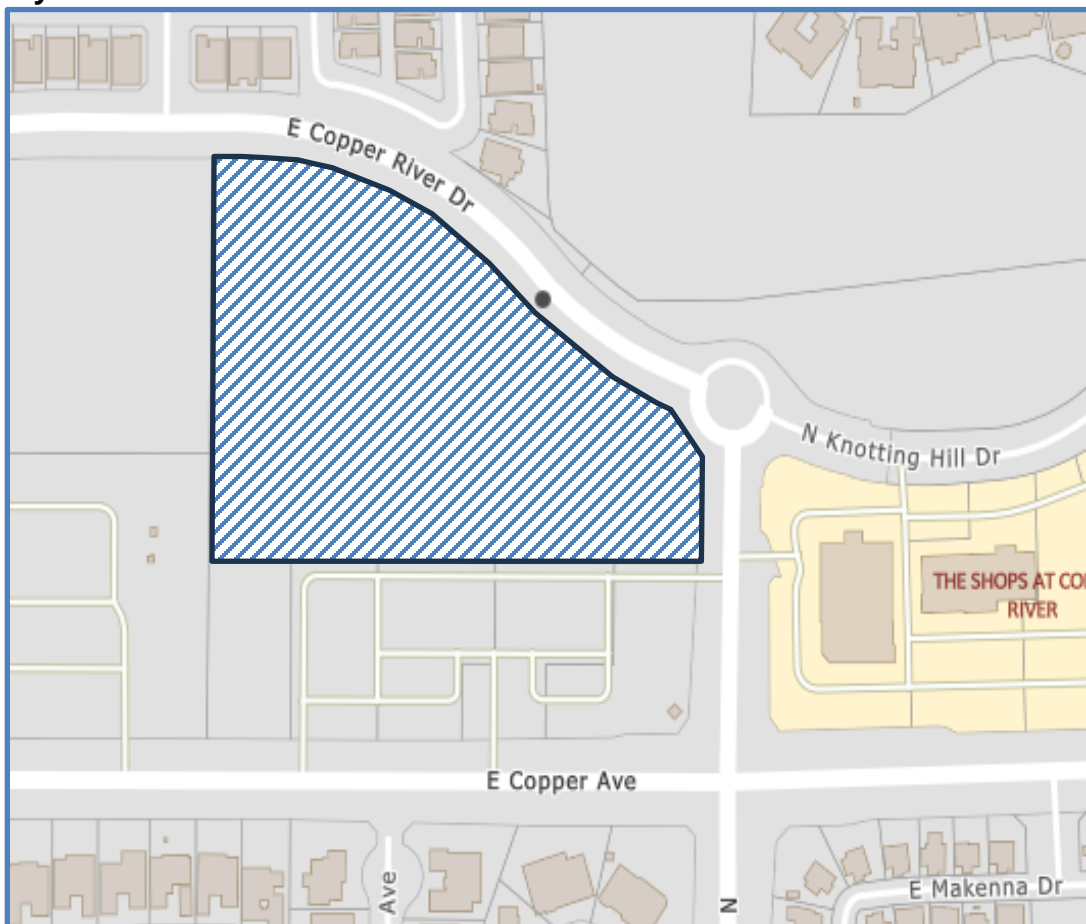 E Copper River Dr
N Knotting Hill Dr
THE SHOPS AT CO
RIVER
E Copper Ave
Ave
N
E Makenna Dr